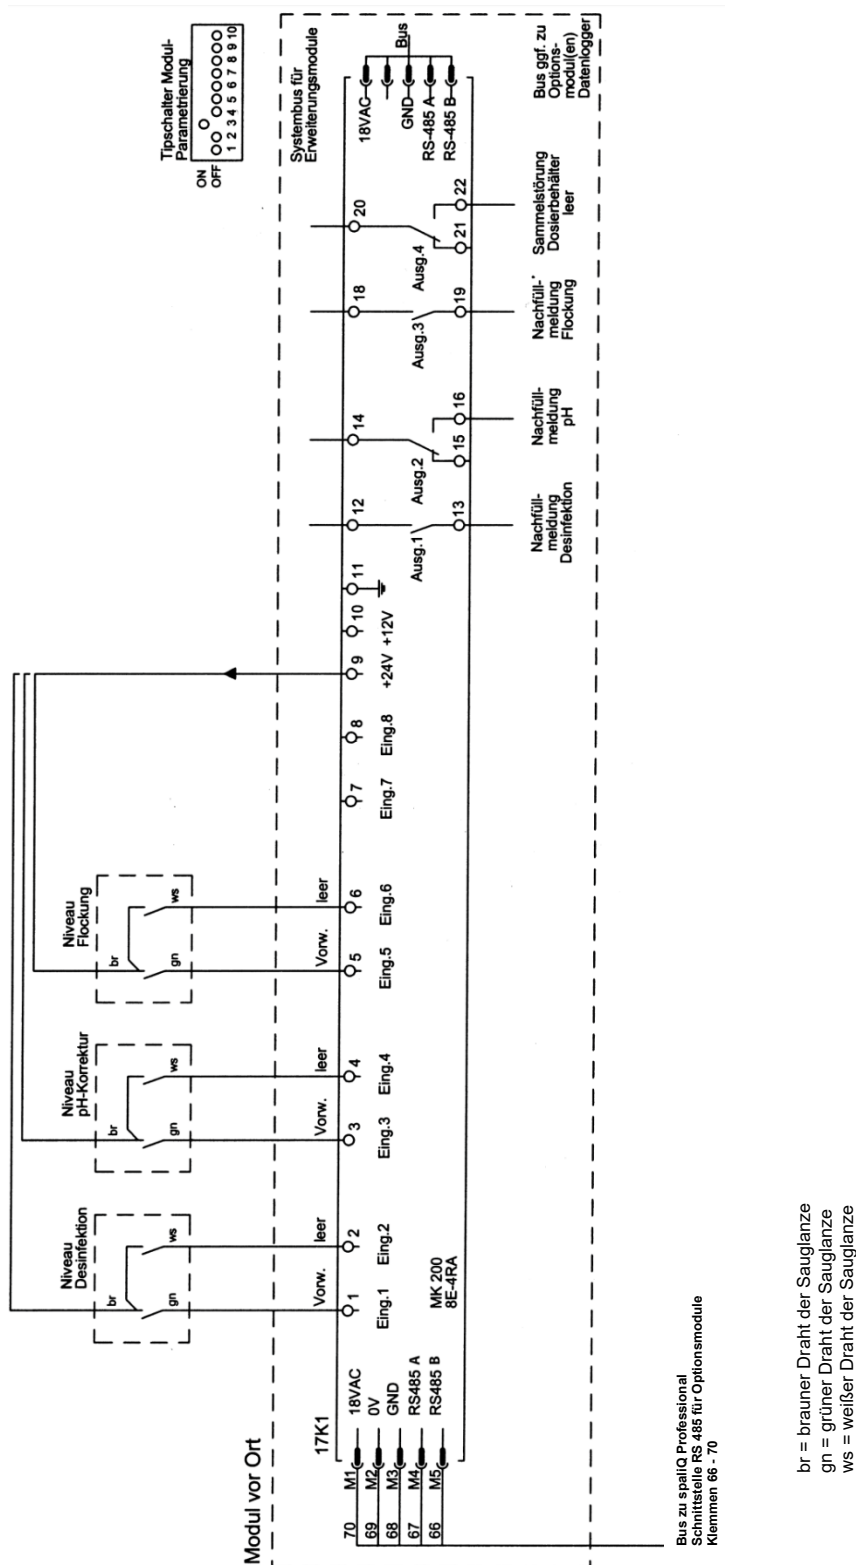 Modul vor Ort
17K1
70 M1 18VAC
69 M2 0V
68 M3 GND
67 M4 RS485 A
66 M5 RS485 B
MK 200
8E-4RA
Niveau
Desinfektion
br
gn
ws
Vorw.
leer
1
2
Eing.1
Eing.2
Niveau
pH-Korrektur
br
gn
ws
Vorw.
leer
3
4
Eing.3
Eing.4
Niveau
Flockung
br
gn
ws
Vorw.
leer
5
6
Eing.5
Eing.6
7
Eing.7
8
Eing.8
9
+24V
10
+12V
11
12
Ausg.1
13
Nachfüll-
meldung
Desinfektion
14
Ausg.2
15
16
Nachfüll-
meldung
pH
18
Ausg.3
19
Nachfüll-
meldung
Flockung
20
Ausg.4
21
22
Sammelstörung
Dosierbehälter
leer
Tipschalter Modul-
Parametrierung
ON
OFF
1 2 3 4 5 6 7 8 9 10
Systembus für
Erweiterungsmodule
18VAC
GND
RS-485 A
RS-485 B
Bus
Bus ggf. zu
Options-
modul(en)
Datenlogger
Bus zu spaliQ Professional
Schnittstelle RS 485 für Optionsmodule
Klemmen 66 - 70
br = brauner Draht der Sauglanze
gn = grüner Draht der Sauglanze
ws = weißer Draht der Sauglanze